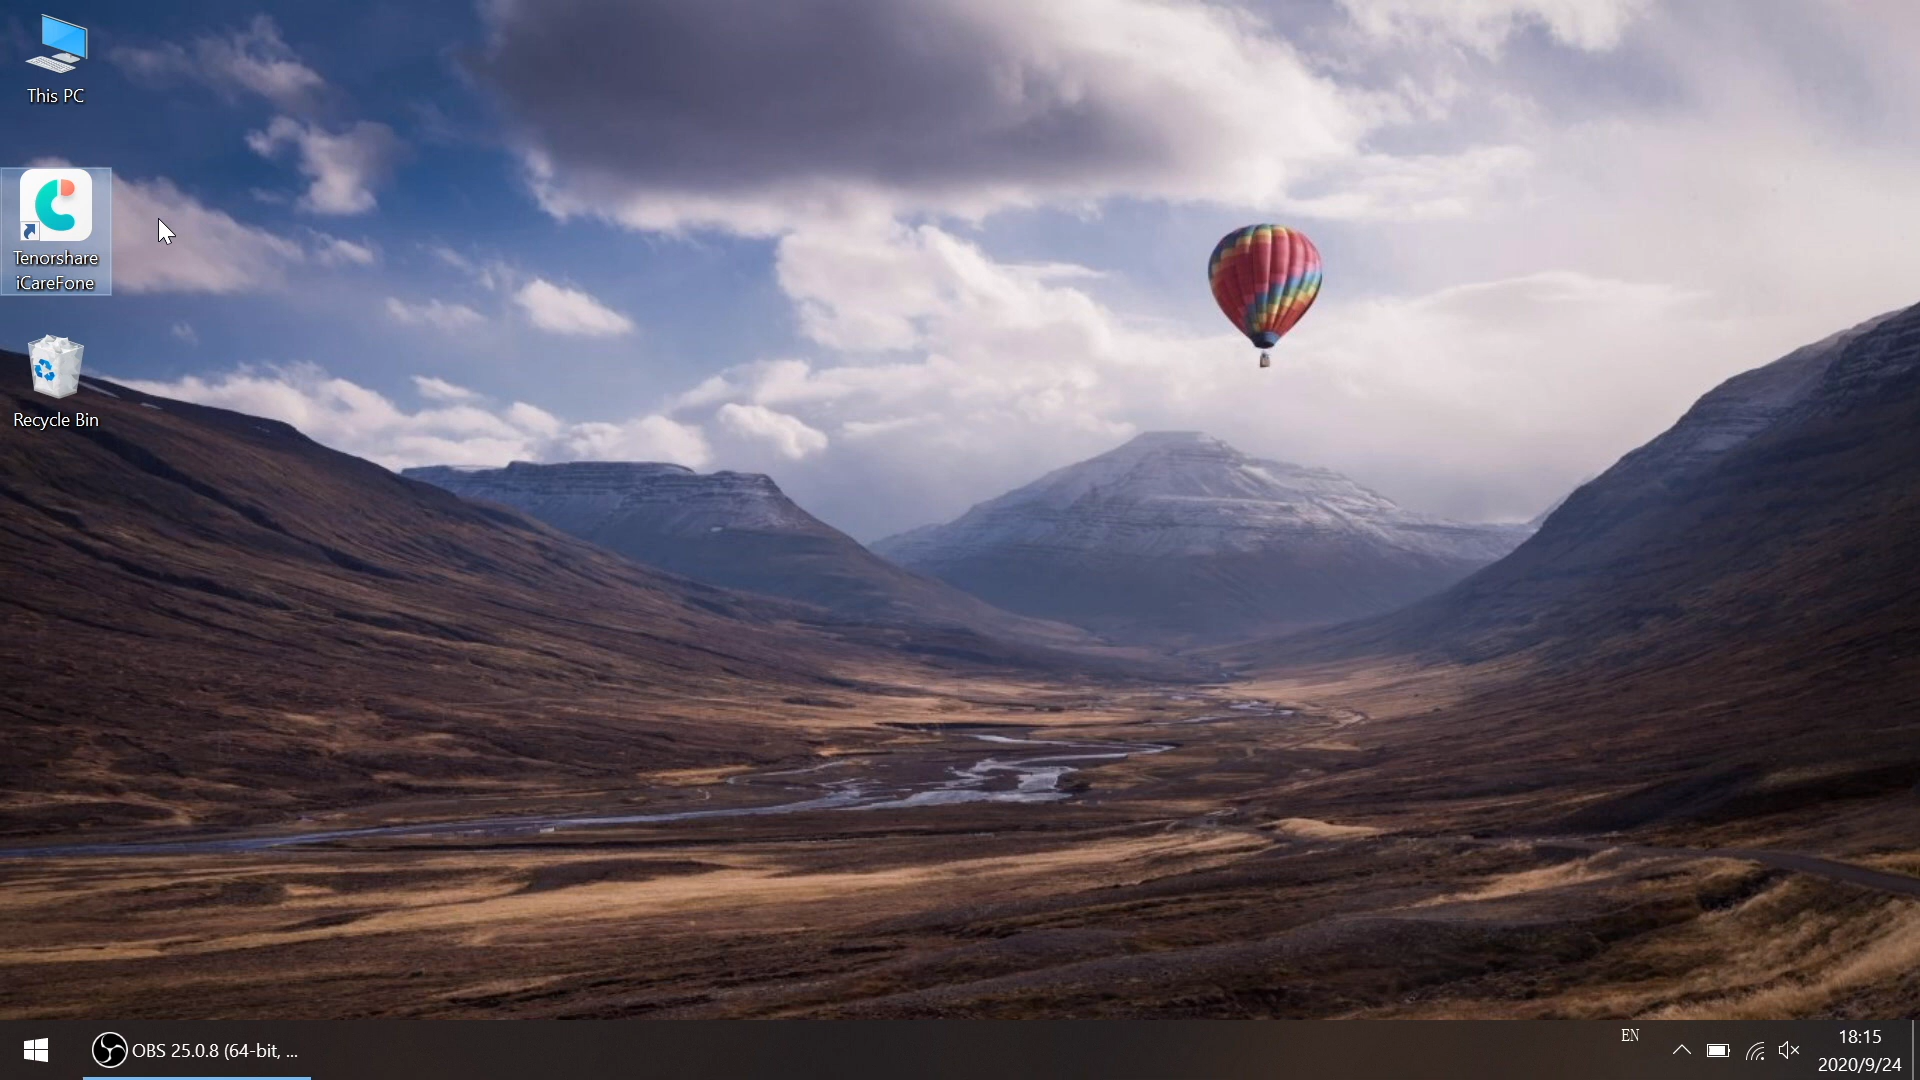 This PC
Tenorshare
iCareFone
Recycle Bin
OBS 25.0.8 (64-bit, ...
EN
18:15
2020/9/24